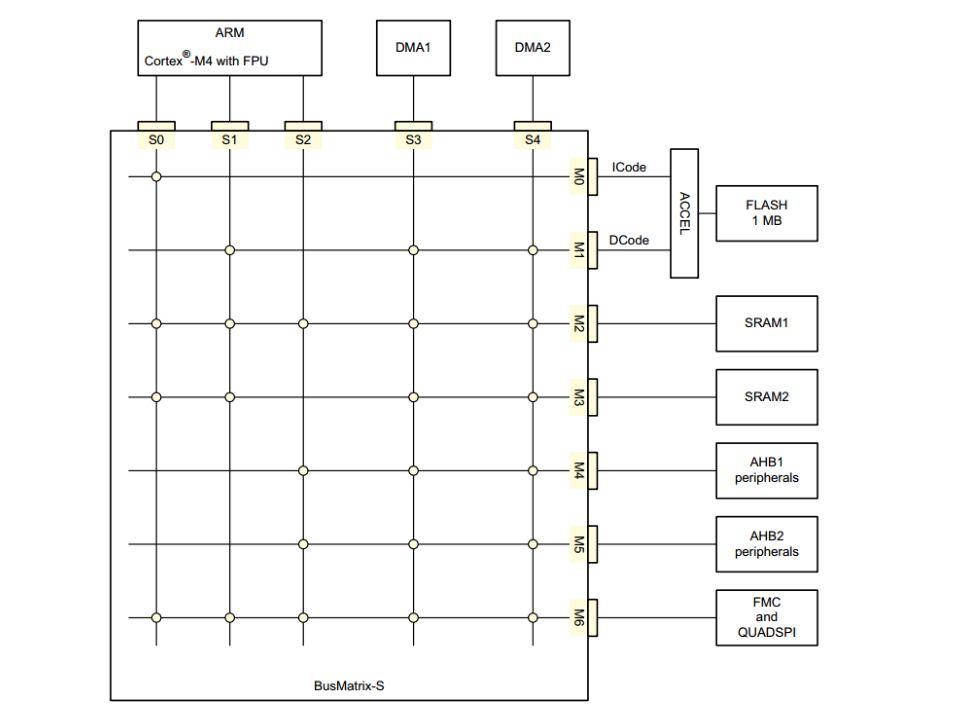 ARM
Cortex®-M4 with FPU
DMA1
DMA2
S0
S1
S2
S3
S4
M0
ICode
ACCEL
FLASH
1 MB
M1
DCode
M2
SRAM1
M3
SRAM2
M4
AHB1
peripherals
M5
AHB2
peripherals
M6
FMC
and
QUADSPI
BusMatrix-S